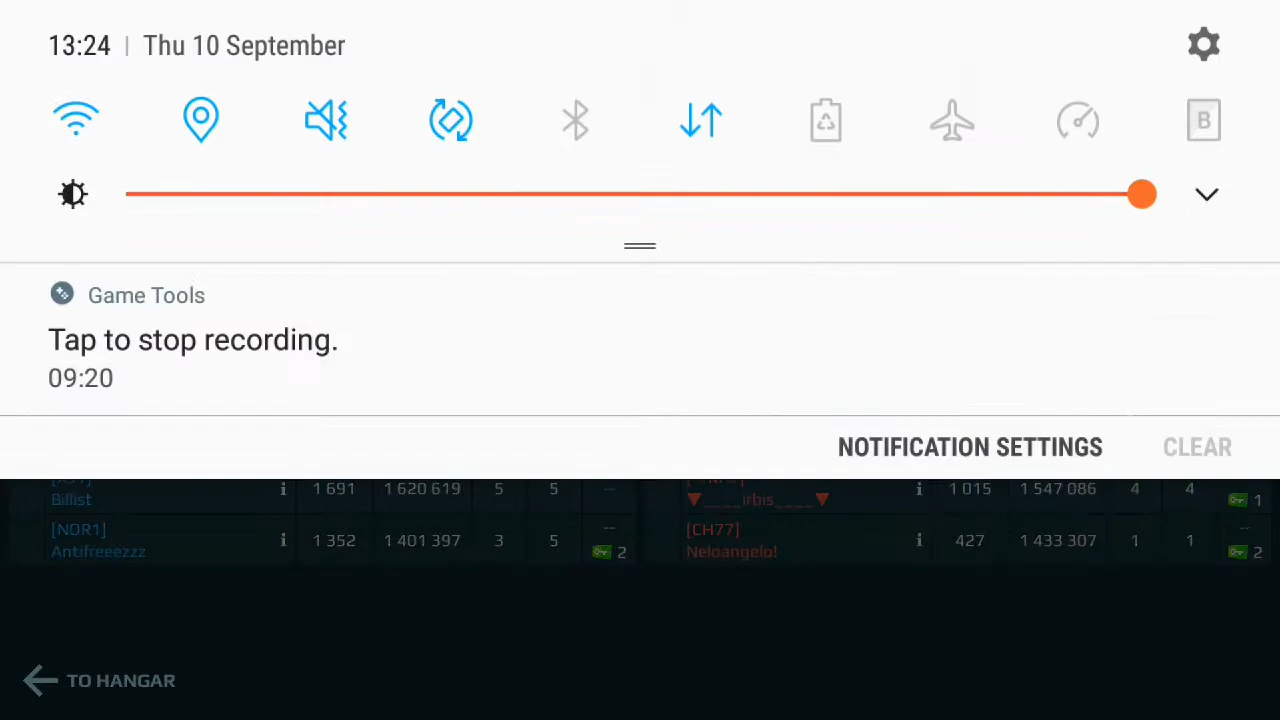 13:24 | Thu 10 September
B
Game Tools
Tap to stop recording.
09:20
NOTIFICATION SETTINGS CLEAR
Billist i 1 691 1 620 619 5 5 -- ▼____irbis____▼ i 1 015 1 547 086 4 4 1
[NOR1] -- [CH77] --
Antifreeezzz i 1 352 1 401 397 3 5 2 Neloangelo! i 427 1 433 307 1 1 2
TO HANGAR